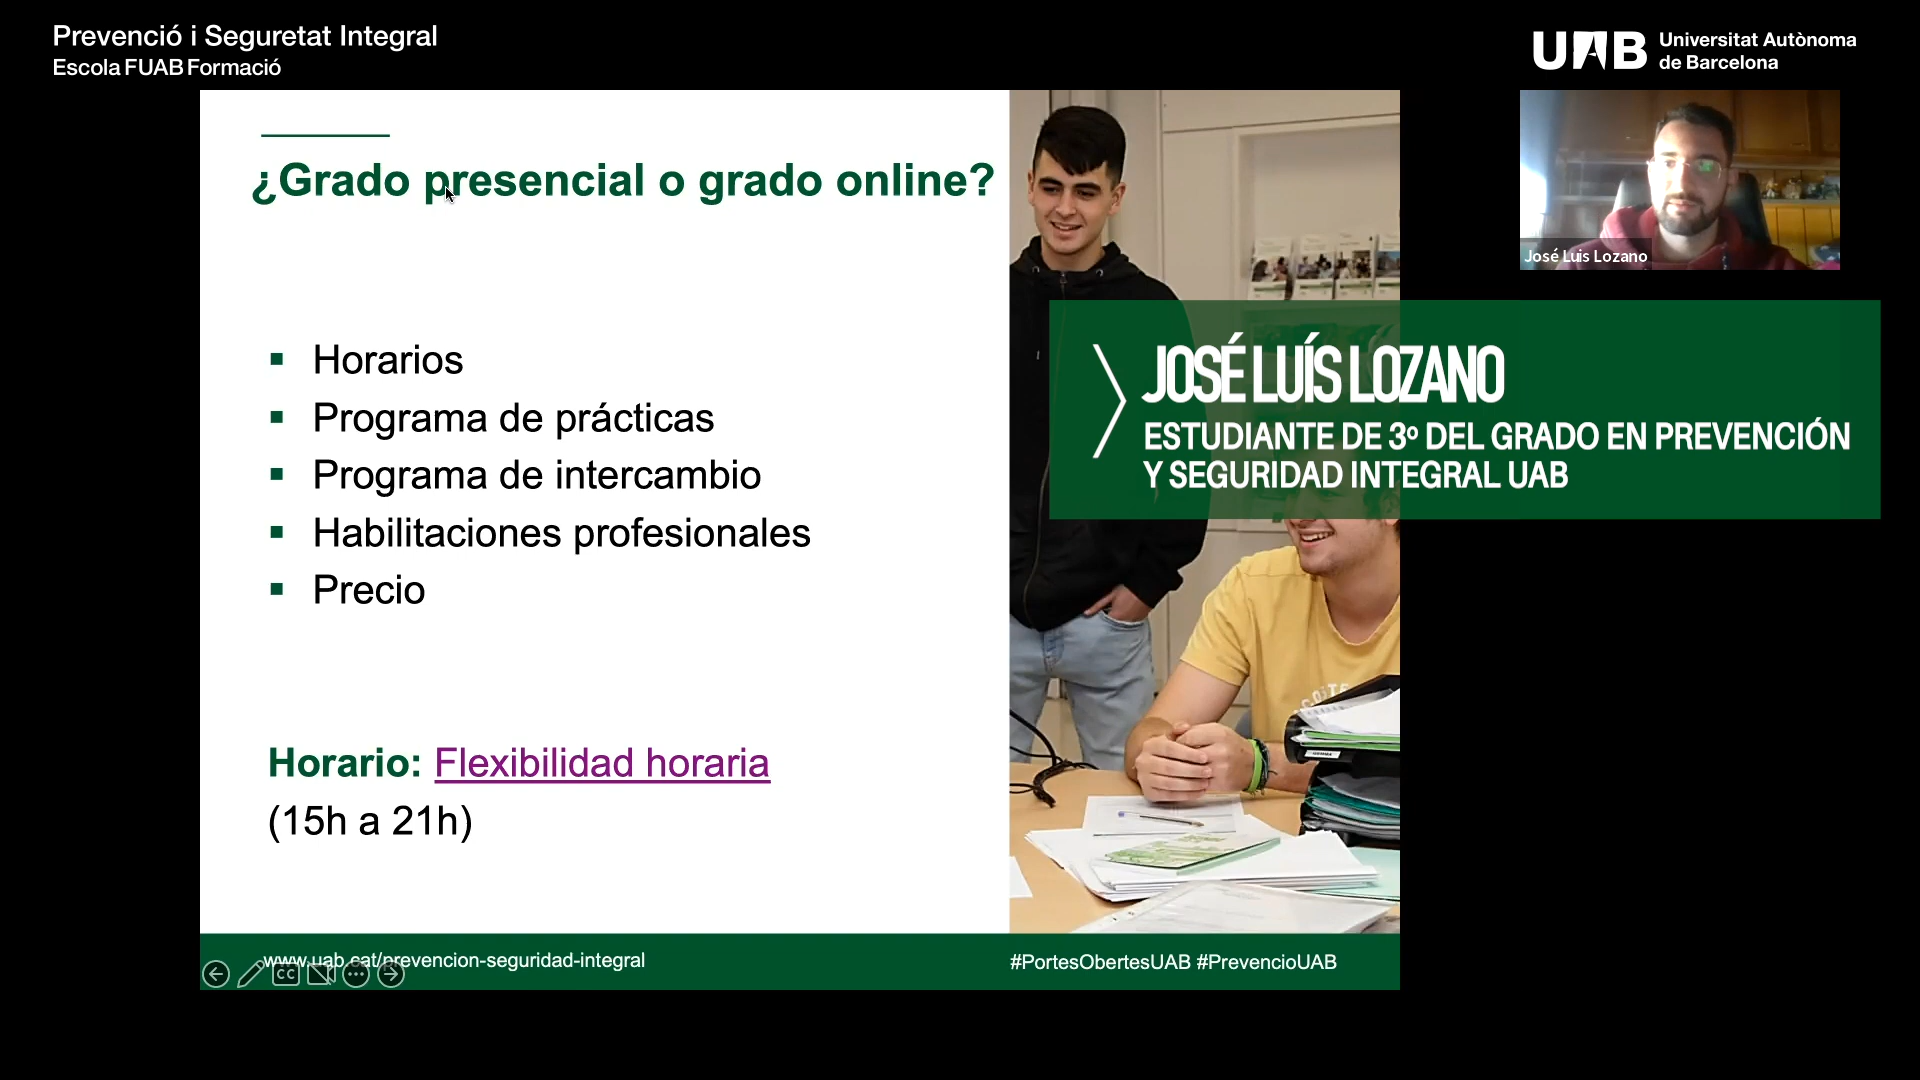 Prevenció i Seguretat Integral
Escola FUAB Formació
UAB
Universitat Autònoma
de Barcelona
¿Grado presencial o grado online?
José Luis Lozano
Horarios
Programa de prácticas
Programa de intercambio
Habilitaciones profesionales
Precio
JOSÉ LUÍS LOZANO
ESTUDIANTE DE 3º DEL GRADO EN PREVENCIÓN
Y SEGURIDAD INTEGRAL UAB
Horario: Flexibilidad horaria
(15h a 21h)
www.uab.cat/prevencion-seguridad-integral
#PortesObertesUAB #PrevencioUAB
CC